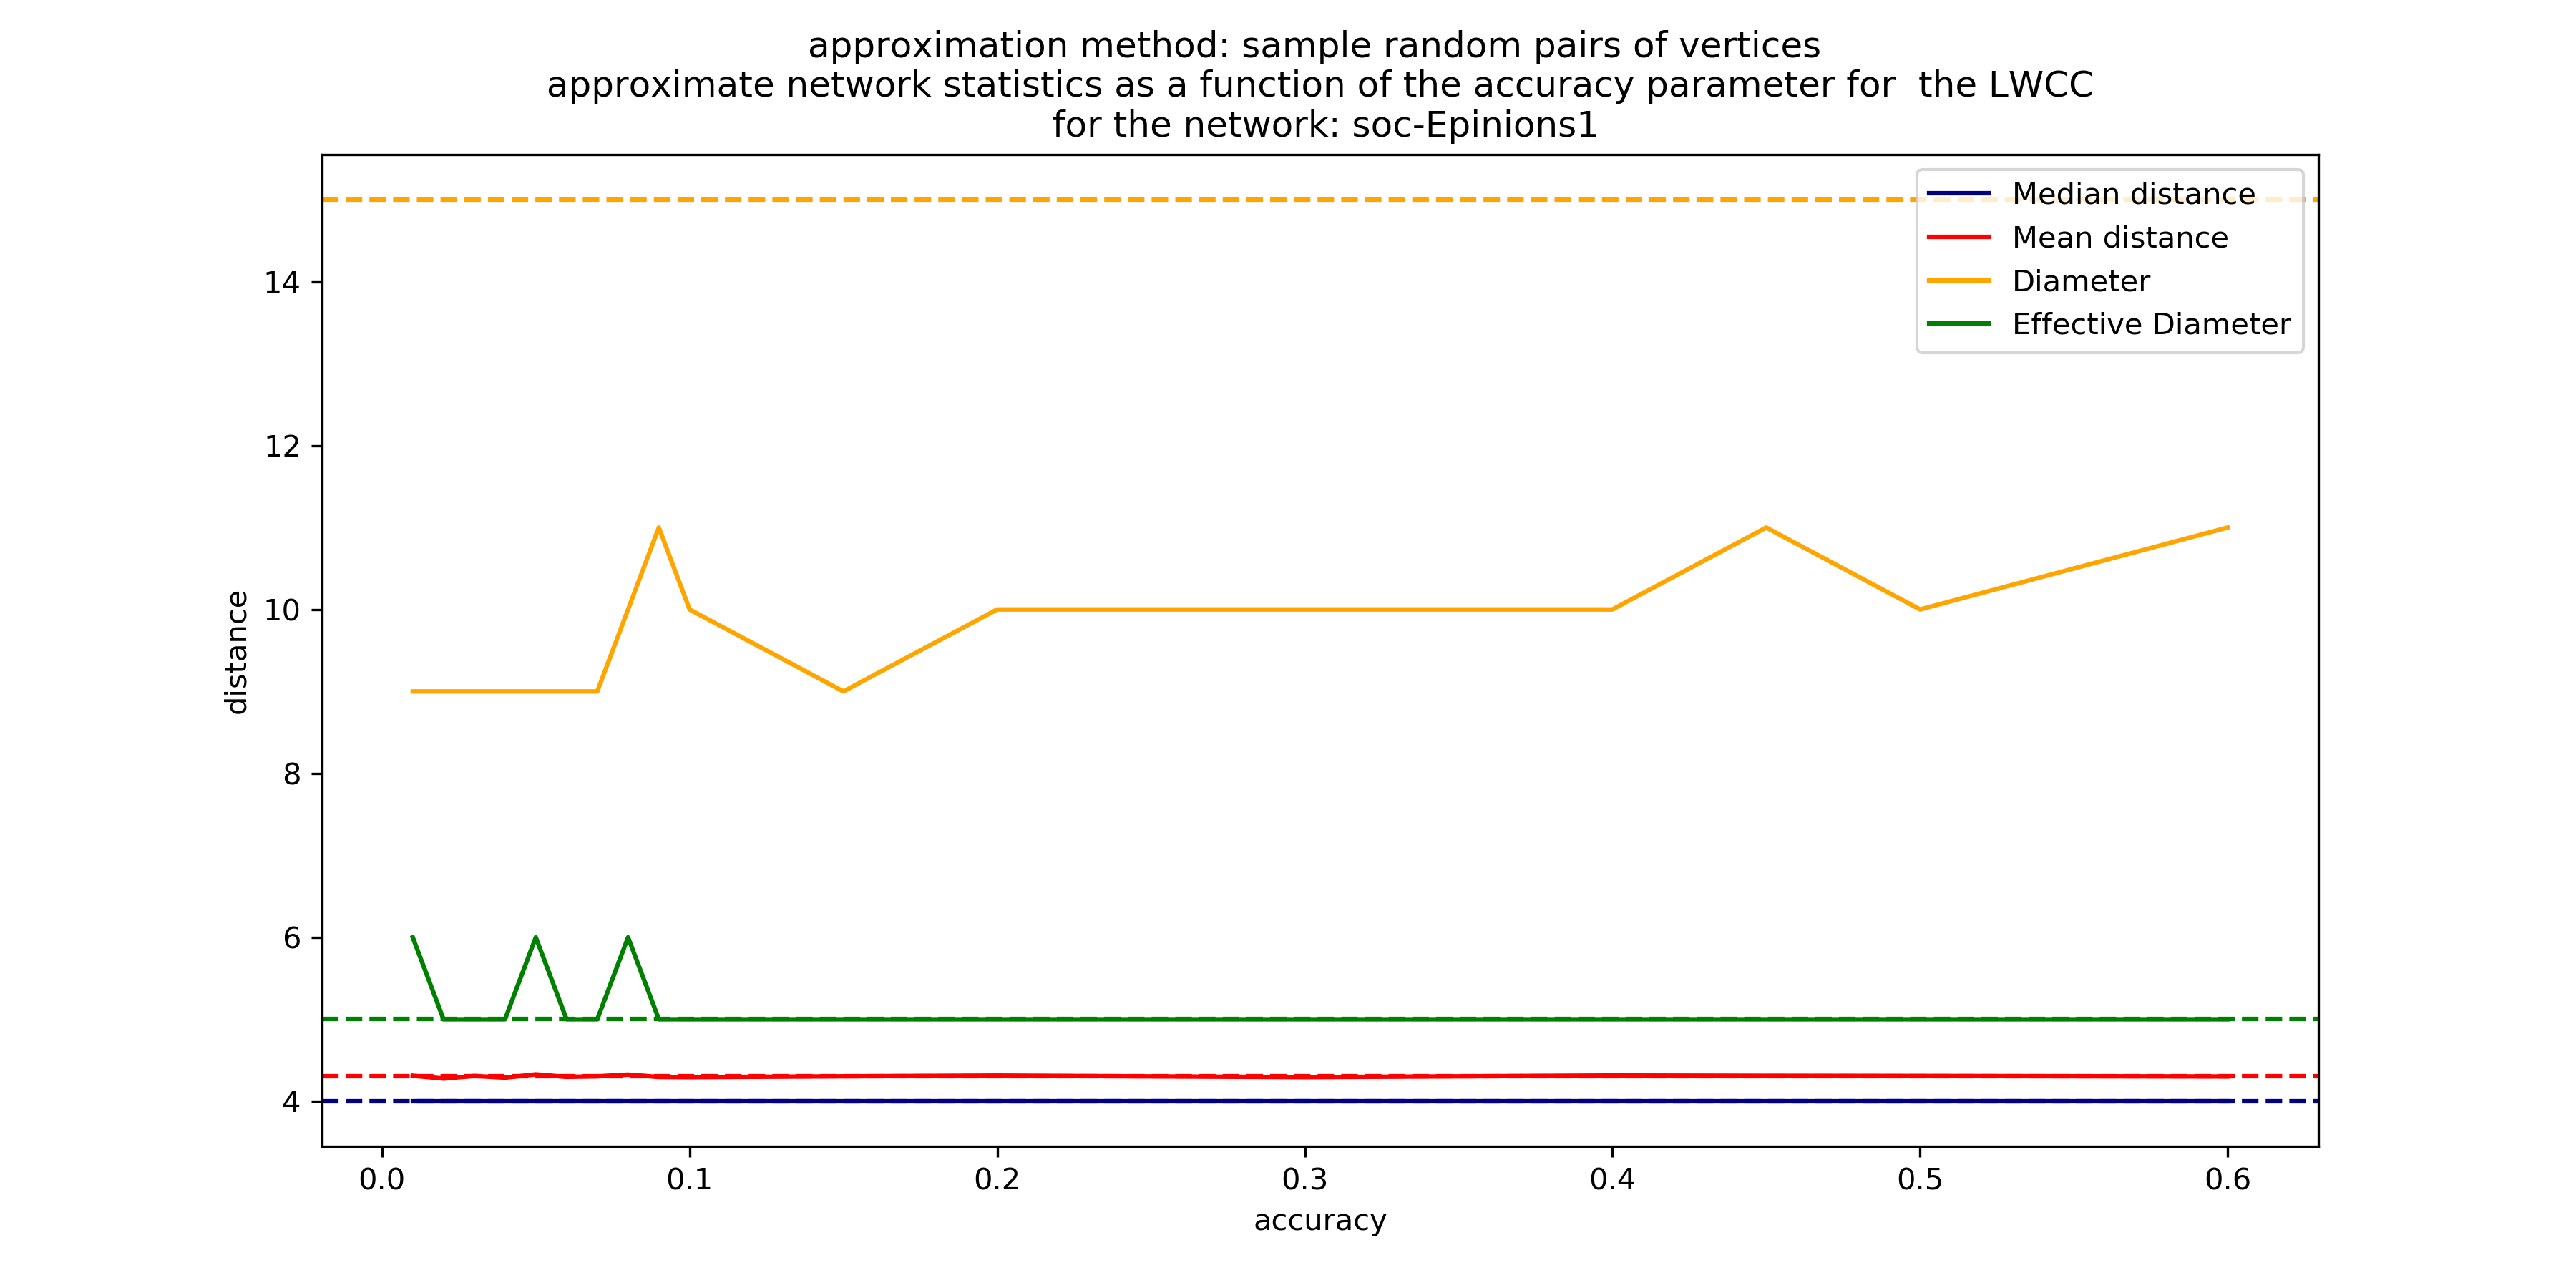 approximation method: sample random pairs of vertices
approximate network statistics as a function of the accuracy parameter for  the LWCC
for the network: soc-Epinions1
Median distance
Mean distance
Diameter
Effective Diameter
14
12
10
8
6
4
distance
0.0 0.1 0.2 0.3 0.4 0.5 0.6
accuracy